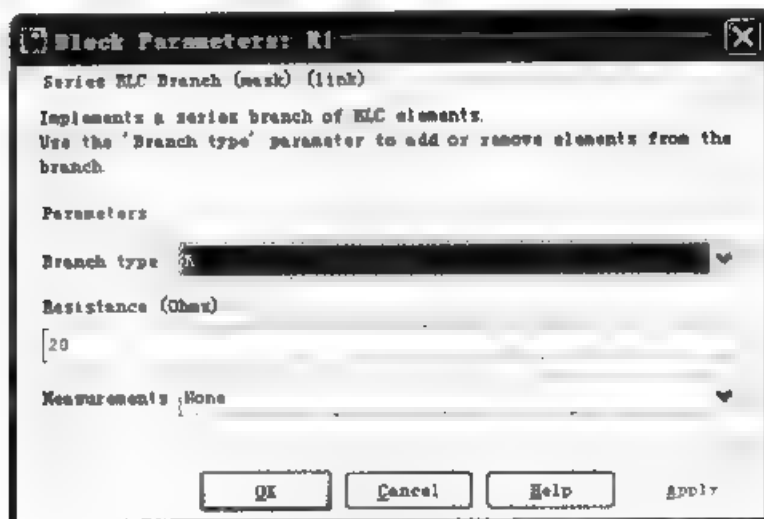 Block Parameters: R1
Series RLC Branch (mask) (link)
Implements a series branch of RLC elements.
Use the 'Branch type' parameter to add or remove elements from the
branch.
Parameters
Branch type R
Resistance (Ohms)
20
Measurements None
OK Cancel Help Apply